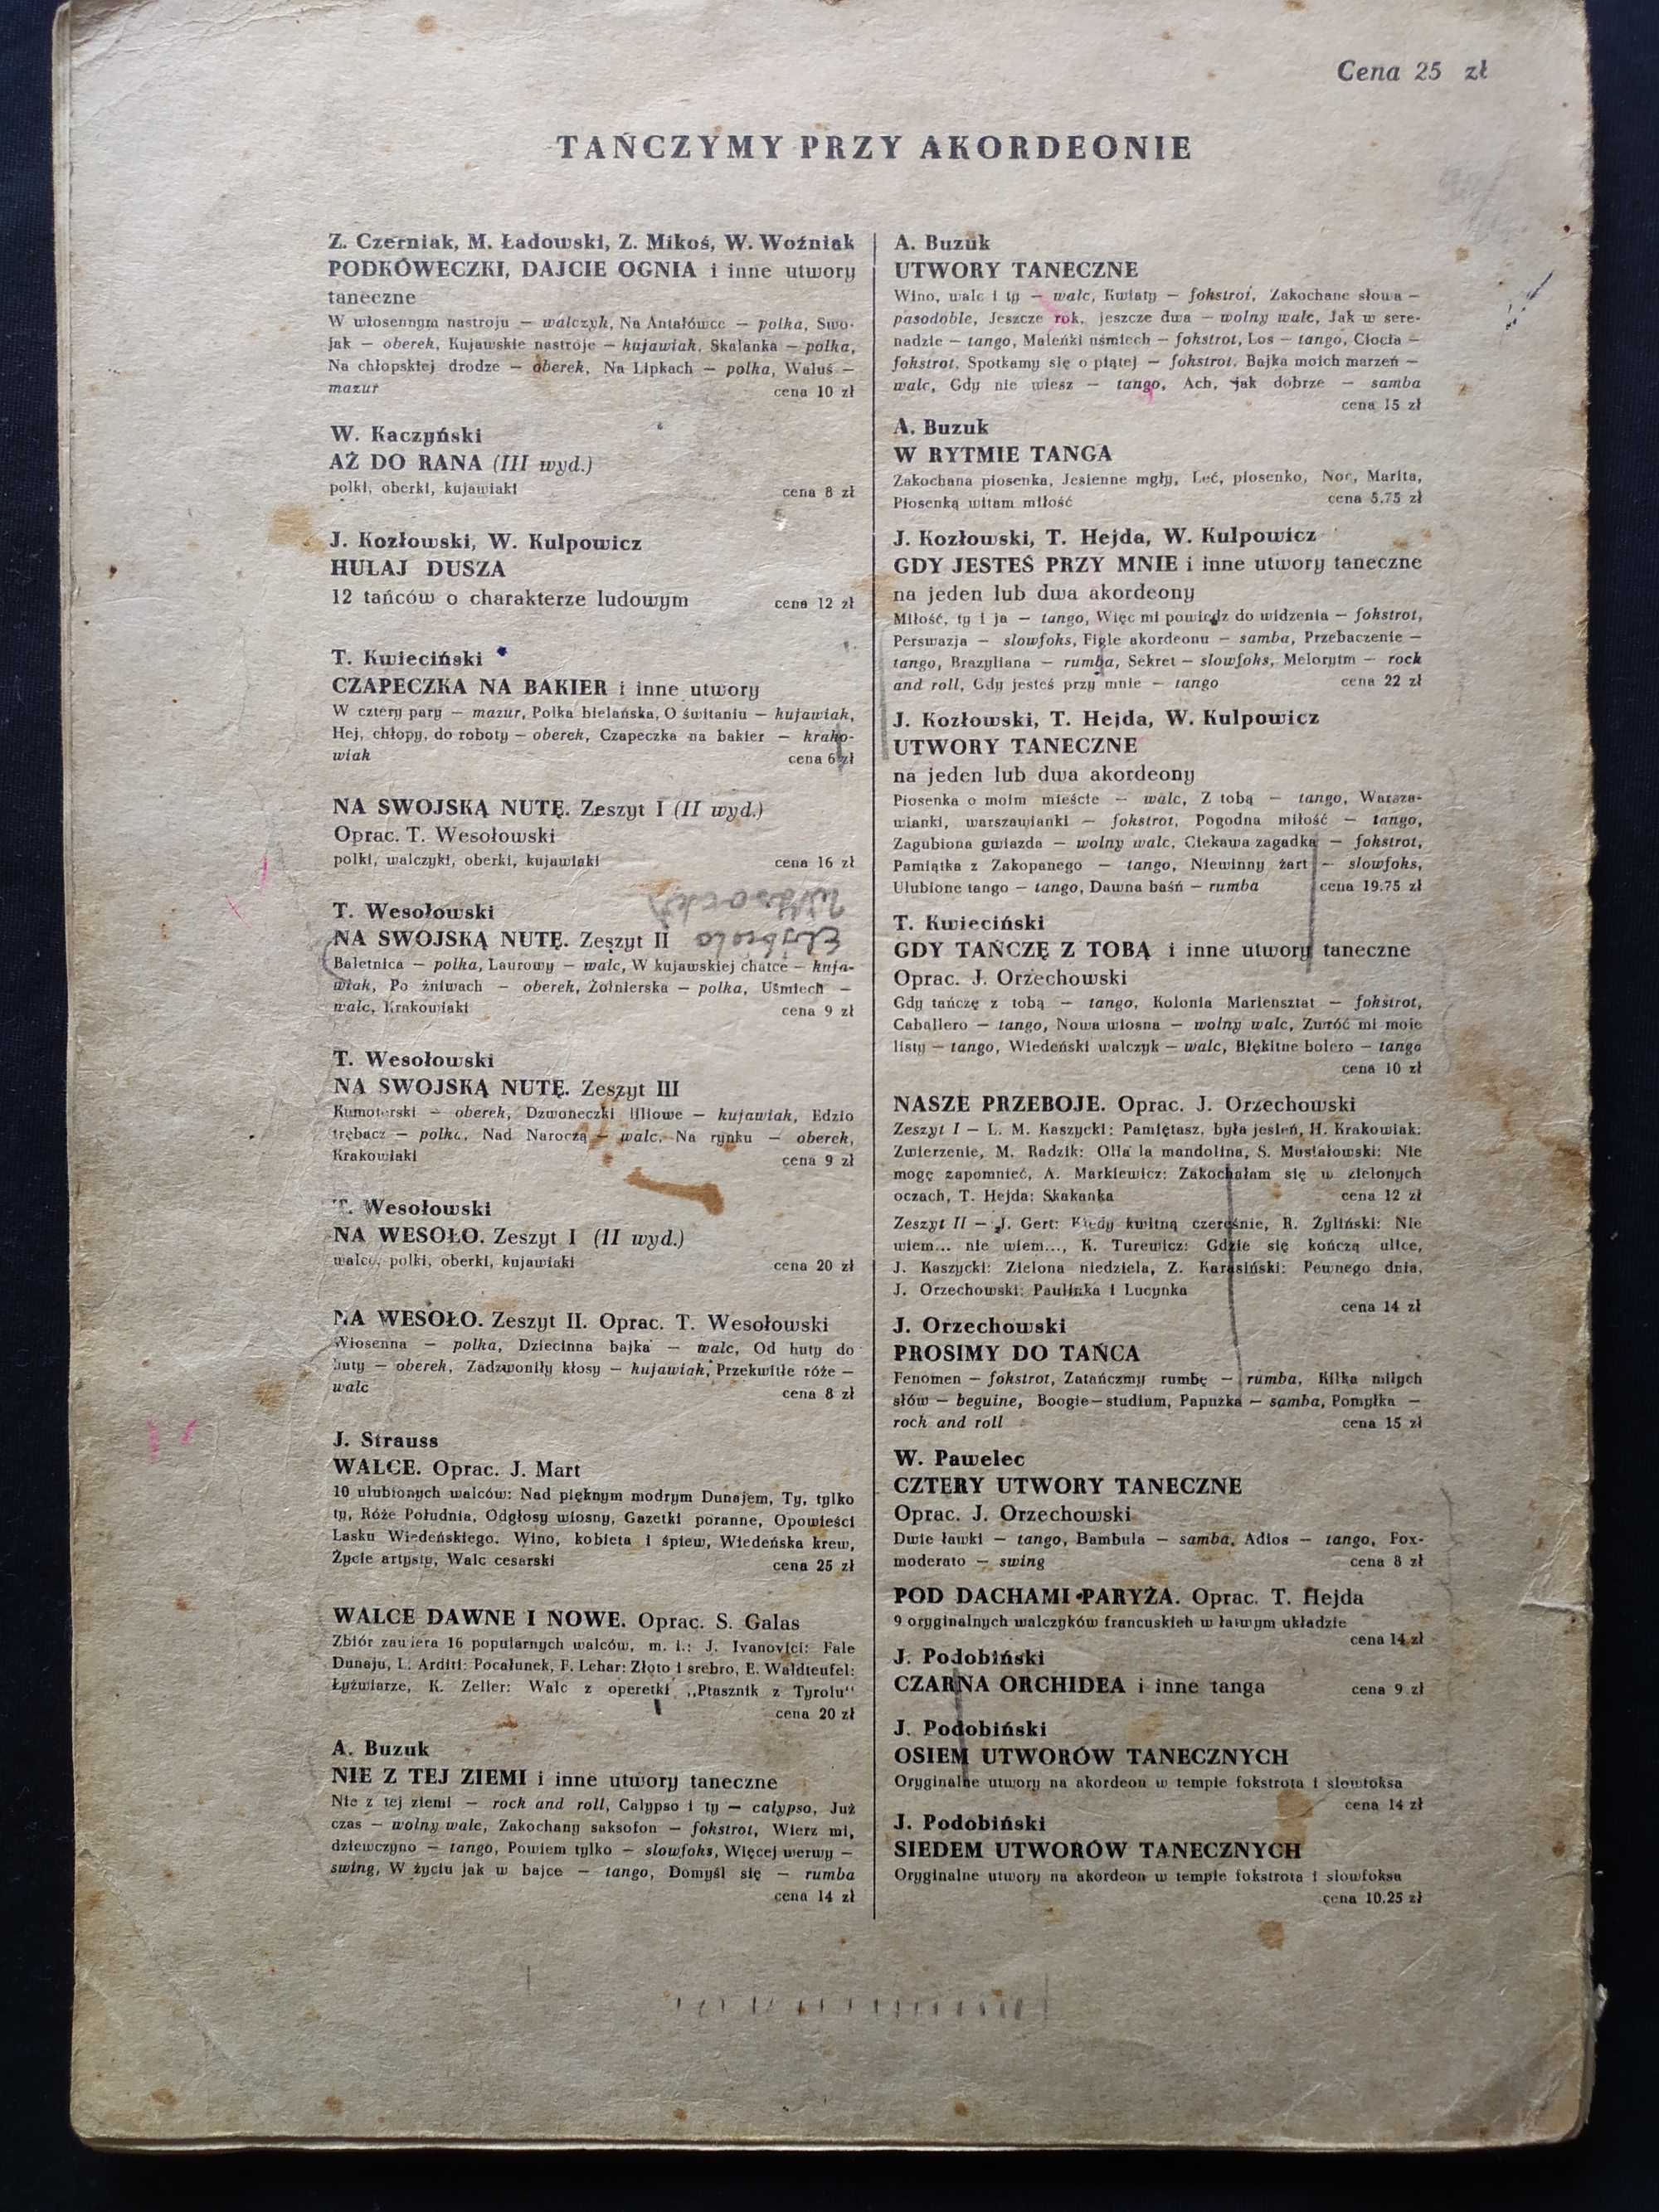 Cena 25 zł
TAŃCZYMY PRZY AKORDEONIE
Z. Czerniak, M. Ładowski, Z. Mikoś, W. Woźniak
PODKÓWECZKI, DAJCIE OGNIA i inne utwory
taneczne
W wiosennym nastroju — walczyk, Na Antałówce — polka, Swo-
jak — oberek, Kujawskie nastroje — kujawiak, Skalanka — polka,
Na chłopskiej drodze — oberek, Na Lipkach — polka, Waluś —
mazur cena 10 zł
W. Kaczyński
AŻ DO RANA (III wyd.)
polki, oberki, kujawiaki cena 8 zł
J. Kozłowski, W. Kulpowicz
HULAJ DUSZA
12 tańców o charakterze ludowym cena 12 zł
T. Kwieciński
CZAPECZKA NA BAKIER i inne utwory
W cztery pary — mazur, Polka bielańska, O świtaniu — kujawiak,
Hej, chłopy, do roboty — oberek, Czapeczka na bakier — krako-
wiak cena 6 zł
NA SWOJSKĄ NUTĘ. Zeszyt I (II wyd.)
Oprac. T. Wesołowski
polki, walczyki, oberki, kujawiaki cena 16 zł
T. Wesołowski
NA SWOJSKĄ NUTĘ. Zeszyt II
Baletnica — polka, Laurowy — walc, W kujawskiej chatce — kuja-
wiak, Po żniwach — oberek, Żołnierska — polka, Uśmiech —
walc, Krakowiaki cena 9 zł
T. Wesołowski
NA SWOJSKĄ NUTĘ. Zeszyt III
Kumoterski — oberek, Dzwoneczki liliowe — kujawiak, Edzio
trębacz — polka, Nad Naroczą — walc, Na rynku — oberek,
Krakowiaki cena 9 zł
T. Wesołowski
NA WESOŁO. Zeszyt I (II wyd.)
walce, polki, oberki, kujawiaki cena 20 zł
NA WESOŁO. Zeszyt II. Oprac. T. Wesołowski
Wiosenna — polka, Dziecinna bajka — walc, Od huty do
huty — oberek, Zadzwoniły kłosy — kujawiak, Przekwitłe róże —
walc cena 8 zł
J. Strauss
WALCE. Oprac. J. Mart
10 ulubionych walców: Nad pięknym modrym Dunajem, Ty, tylko
ty, Róże Południa, Odgłosy wiosny, Gazetki poranne, Opowieści
Lasku Wiedeńskiego, Wino, kobieta i śpiew, Wiedeńska krew,
Życie artysty, Walc cesarski cena 25 zł
WALCE DAWNE I NOWE. Oprac. S. Galas
Zbiór zawiera 16 popularnych walców, m. i.: J. Ivanovici: Fale
Dunaju, L. Arditi: Pocałunek, F. Lehar: Złoto i srebro, E. Waldteufel:
Łyżwiarze, K. Zeller: Walc z operetki „Ptasznik z Tyrolu“
cena 20 zł
A. Buzuk
NIE Z TEJ ZIEMI i inne utwory taneczne
Nie z tej ziemi — rock and roll, Calypso i ty — calypso, Już
czas — wolny walc, Zakochany saksofon — fokstrot, Wierz mi,
dziewczyno — tango, Powiem tylko — slowfoks, Więcej werwy —
swing, W życiu jak w bajce — tango, Domyśl się — rumba
cena 14 zł
A. Buzuk
UTWORY TANECZNE
Wino, walc i ty — walc, Kwiaty — fokstrot, Zakochane słowa —
pasodoble, Jeszcze rok, jeszcze dwa — wolny walc, Jak w sere-
nadzie — tango, Maleńki uśmiech — fokstrot, Los — tango, Ciocia —
fokstrot, Spotkamy się o piątej — fokstrot, Bajka moich marzeń —
walc, Gdy nie wiesz — tango, Ach, jak dobrze — samba
cena 15 zł
A. Buzuk
W RYTMIE TANGA
Zakochana piosenka, Jesienne mgły, Leć, piosenko, Noc, Marita,
Piosenką witam miłość cena 5.75 zł
J. Kozłowski, T. Hejda, W. Kulpowicz
GDY JESTEŚ PRZY MNIE i inne utwory taneczne
na jeden lub dwa akordeony
Miłość, ty i ja — tango, Więc mi powiedz do widzenia — fokstrot,
Perswazja — slowfoks, Figle akordeonu — samba, Przebaczenie —
tango, Brazyliana — rumba, Sekret — slowfoks, Melorytm — rock
and roll, Gdy jesteś przy mnie — tango cena 22 zł
J. Kozłowski, T. Hejda, W. Kulpowicz
UTWORY TANECZNE
na jeden lub dwa akordeony
Piosenka o moim mieście — walc, Z tobą — tango, Warsza-
wianki, warszawianki — fokstrot, Pogodna miłość — tango,
Zagubiona gwiazda — wolny walc, Ciekawa zagadka — fokstrot,
Pamiątka z Zakopanego — tango, Niewinny żart — slowfoks,
Ulubione tango — tango, Dawna baśń — rumba cena 19.75 zł
T. Kwieciński
GDY TAŃCZĘ Z TOBĄ i inne utwory taneczne
Oprac. J. Orzechowski
Gdy tańczę z tobą — tango, Kolonia Mariensztat — fokstrot,
Caballero — tango, Nowa wiosna — wolny walc, Zwróć mi moje
listy — tango, Wiedeński walczyk — walc, Błękitne bolero — tango
cena 10 zł
NASZE PRZEBOJE. Oprac. J. Orzechowski
Zeszyt I — L. M. Kaszycki: Pamiętasz, była jesień, H. Krakowiak:
Zwierzenie, M. Radzik: Olla la mandolina, S. Musiałowski: Nie
mogę zapomnieć, A. Markiewicz: Zakochałam się w zielonych
oczach, T. Hejda: Skakanka cena 12 zł
Zeszyt II — J. Gert: Kiedy kwitną czereśnie, R. Żyliński: Nie
wiem... nie wiem..., K. Turewicz: Gdzie się kończą ulice,
J. Kaszycki: Zielona niedziela, Z. Karasiński: Pewnego dnia,
J. Orzechowski: Paulinka i Lucynka
cena 14 zł
J. Orzechowski
PROSIMY DO TAŃCA
Fenomen — fokstrot, Zatańczmy rumbę — rumba, Kilka miłych
słów — beguine, Boogie—studium, Papużka — samba, Pomyłka —
rock and roll cena 15 zł
W. Pawelec
CZTERY UTWORY TANECZNE
Oprac. J. Orzechowski
Dwie ławki — tango, Bambula — samba, Adios — tango, Fox-
moderato — swing cena 8 zł
POD DACHAMI PARYŻA. Oprac. T. Hejda
9 oryginalnych walczyków francuskich w łatwym układzie
cena 14 zł
J. Podobiński
CZARNA ORCHIDEA i inne tanga cena 9 zł
J. Podobiński
OSIEM UTWORÓW TANECZNYCH
Oryginalne utwory na akordeon w tempie fokstrota i slowfoksa
cena 14 zł
J. Podobiński
SIEDEM UTWORÓW TANECZNYCH
Oryginalne utwory na akordeon w tempie fokstrota i slowfoksa
cena 10.25 zł